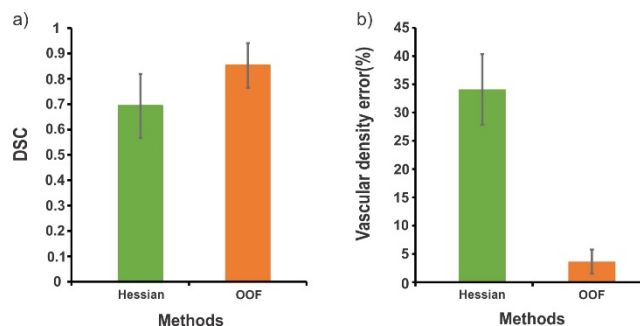 a)
DSC
1
0.9
0.8
0.7
0.6
0.5
0.4
0.3
0.2
0.1
0
Hessian OOF
Methods
b)
Vascular density error(%)
45
40
35
30
25
20
15
10
5
0
Hessian OOF
Methods